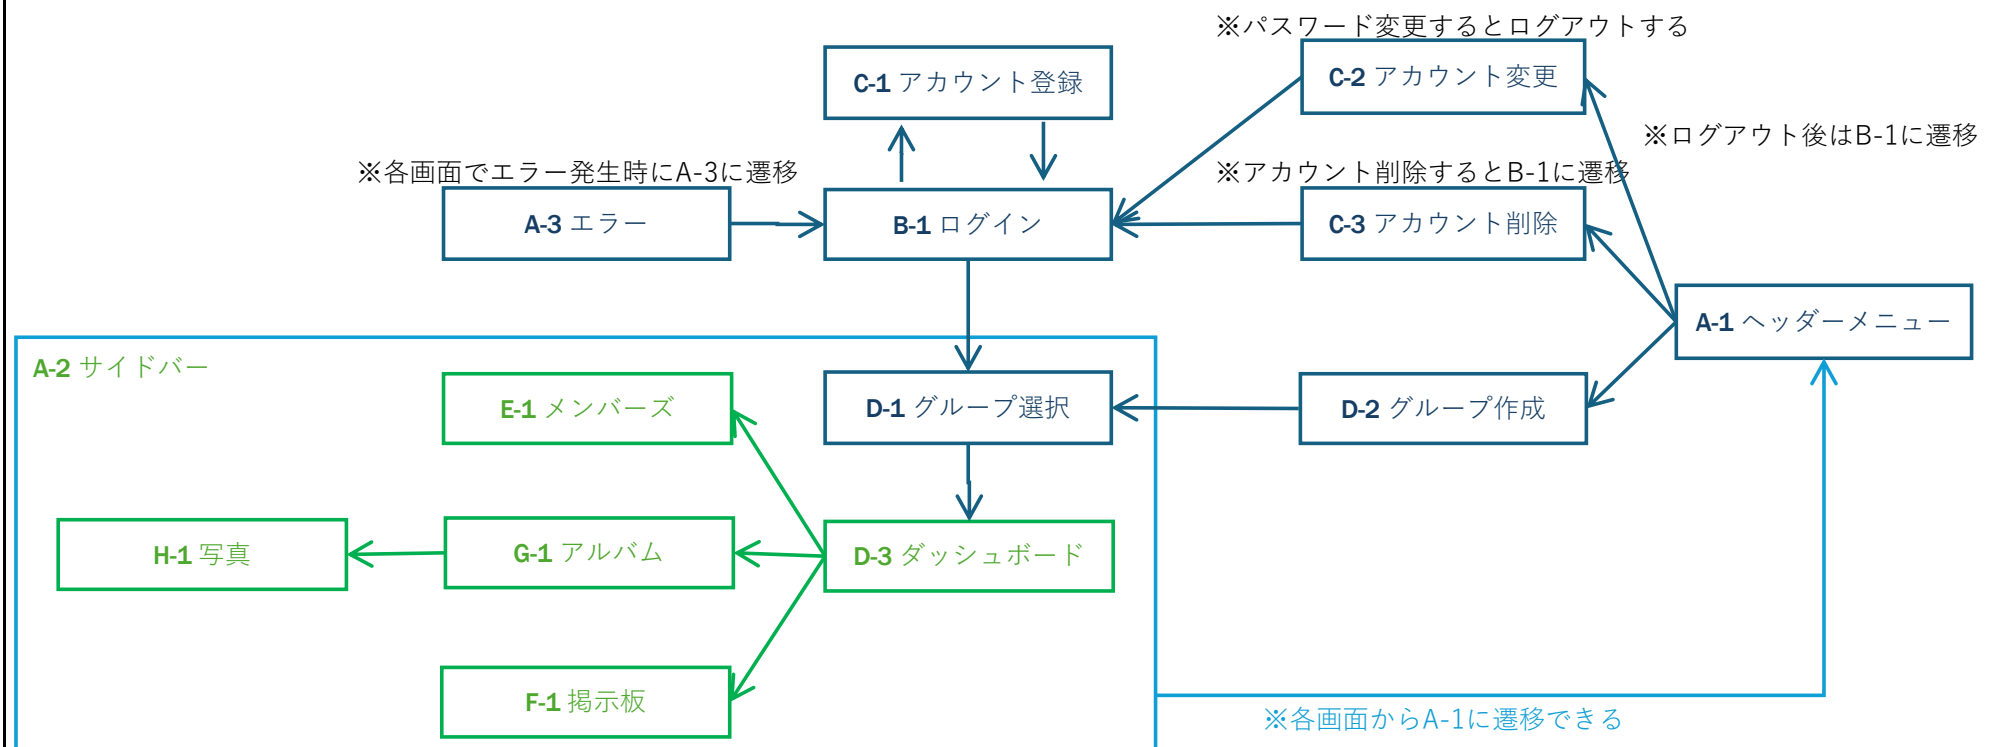 ※パスワード変更するとログアウトする
C-1 アカウント登録
C-2 アカウント変更
※ログアウト後はB-1に遷移
※各画面でエラー発生時にA-3に遷移
※アカウント削除するとB-1に遷移
A-3 エラー
B-1 ログイン
C-3 アカウント削除
A-1 ヘッダーメニュー
A-2 サイドバー
E-1 メンバーズ
D-1 グループ選択
D-2 グループ作成
H-1 写真
G-1 アルバム
D-3 ダッシュボード
F-1 掲示板
※各画面からA-1に遷移できる